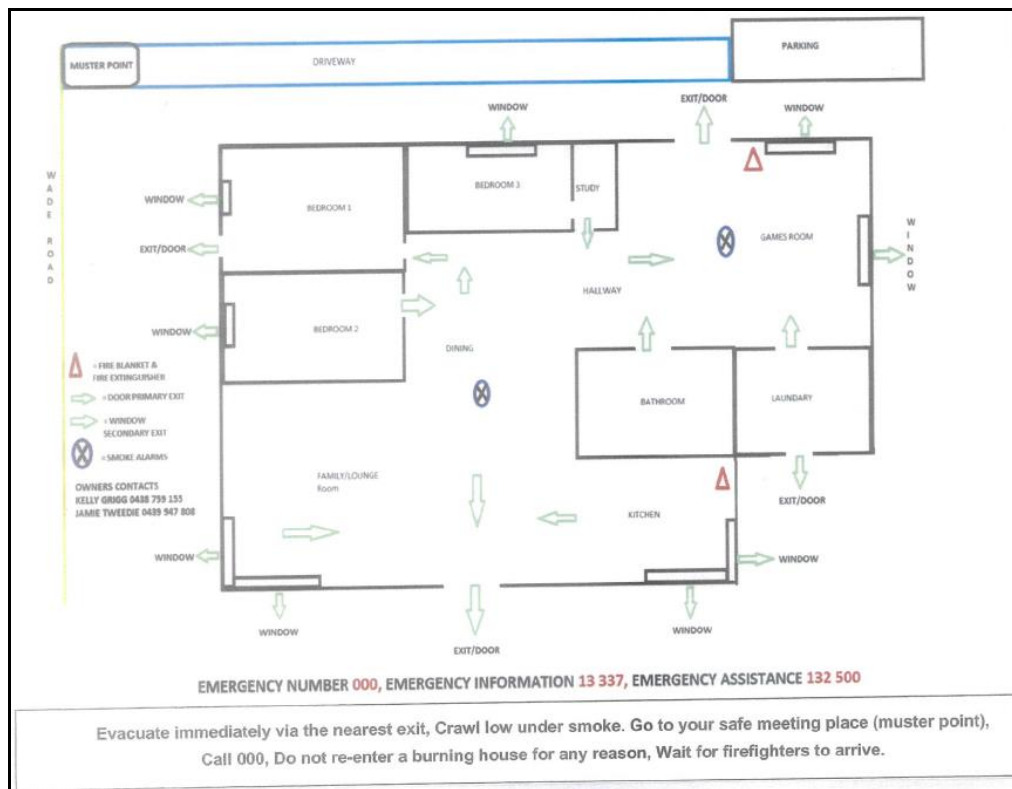 MUSTER POINT
DRIVEWAY
PARKING
WADE ROAD
WINDOW
EXIT/DOOR
WINDOW
BEDROOM 1
BEDROOM 3
STUDY
GAMES ROOM
WINDOW
WINDOW
EXIT/DOOR
HALLWAY
BEDROOM 2
WINDOW
DINING
BATHROOM
LAUNDARY
= FIRE BLANKET &
FIRE EXTINGUISHER
= DOOR PRIMARY EXIT
= WINDOW
SECONDARY EXIT
= SMOKE ALARMS
OWNERS CONTACTS
KELLY GRIGG 0438 759 155
JAMIE TWEEDIE 0439 947 808
FAMILY/LOUNGE
Room
KITCHEN
EXIT/DOOR
WINDOW
WINDOW
WINDOW
WINDOW
EXIT/DOOR
EMERGENCY NUMBER 000, EMERGENCY INFORMATION 13 337, EMERGENCY ASSISTANCE 132 500
Evacuate immediately via the nearest exit, Crawl low under smoke. Go to your safe meeting place (muster point),
Call 000, Do not re-enter a burning house for any reason, Wait for firefighters to arrive.